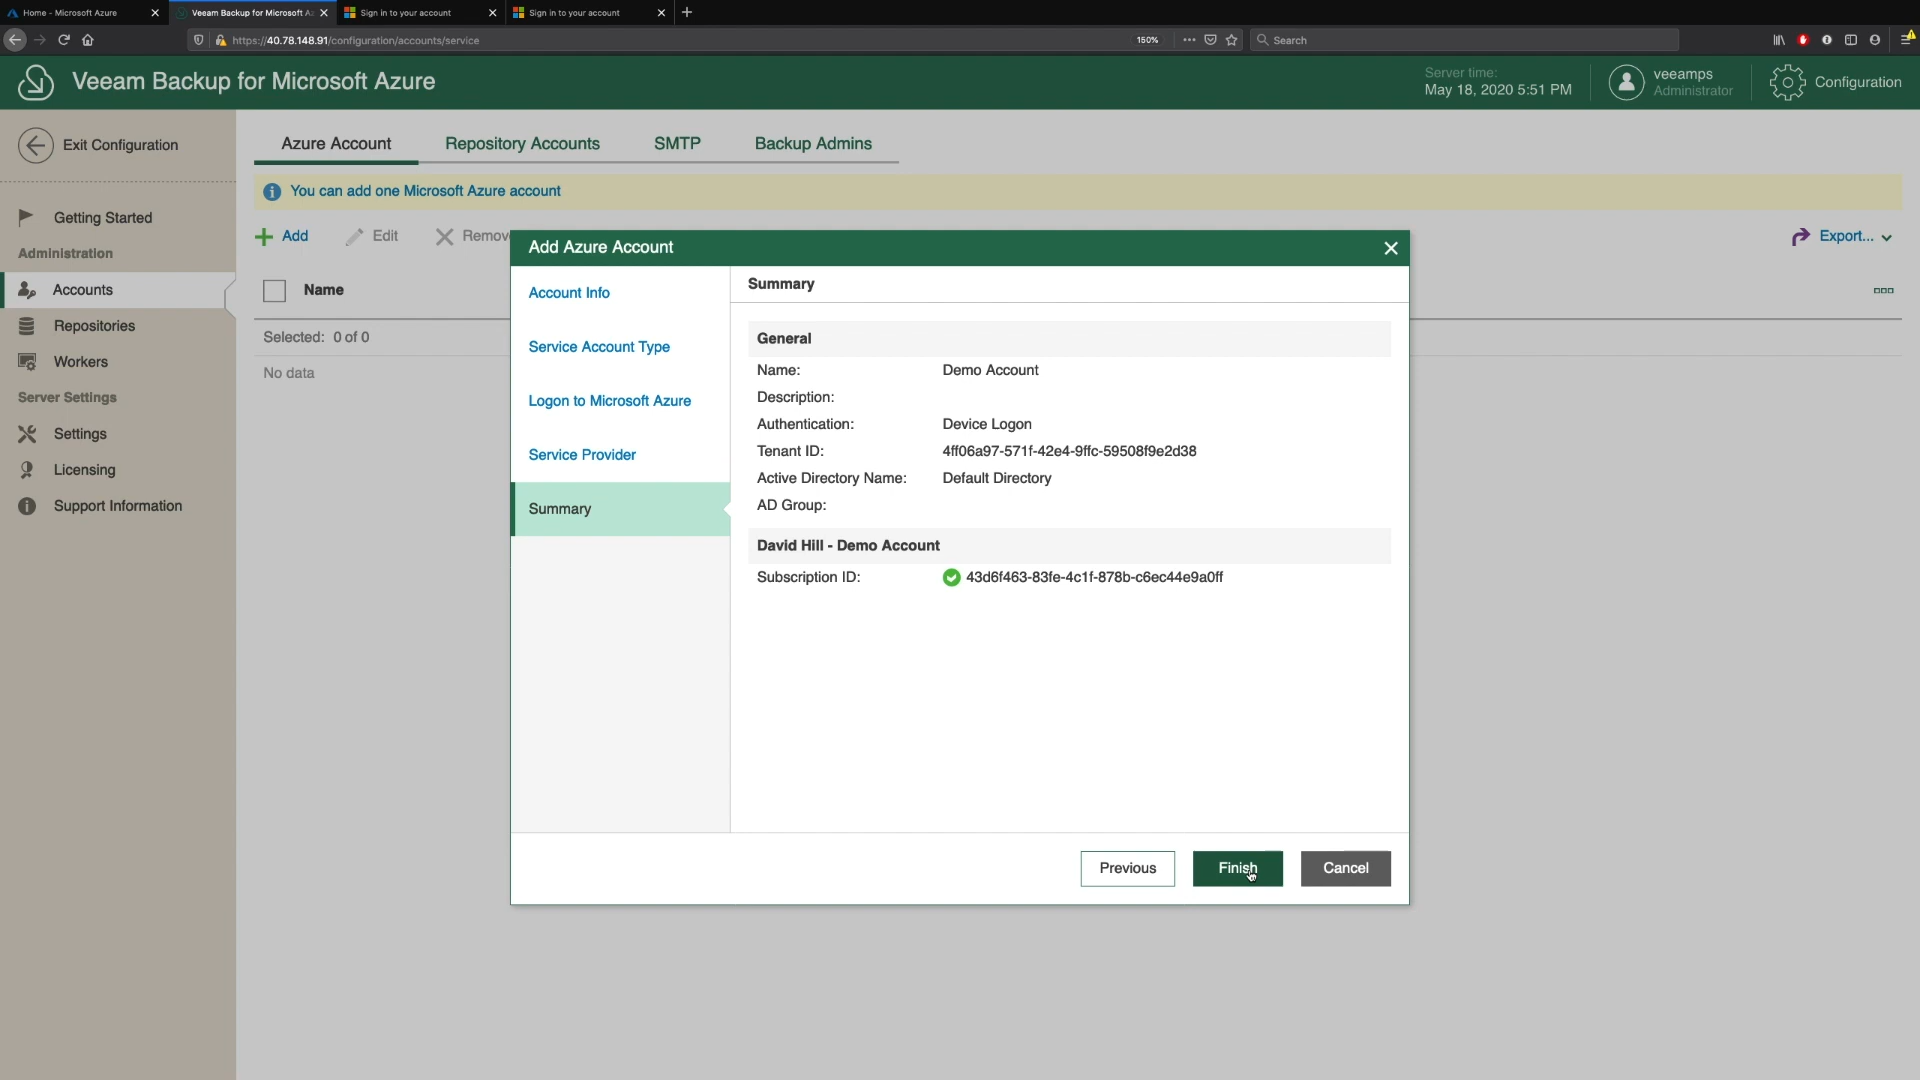 Home - Microsoft Azure
Veeam Backup for Microsoft Az
Sign in to your account
Sign in to your account
https://40.78.148.91/configuration/accounts/service
150%
Search
Veeam Backup for Microsoft Azure
Server time:
May 18, 2020 5:51 PM
veeamps
Administrator
Configuration
Exit Configuration
Azure Account
Repository Accounts
SMTP
Backup Admins
You can add one Microsoft Azure account
Getting Started
Administration
Accounts
Repositories
Workers
Server Settings
Settings
Licensing
Support Information
Add
Edit
Remov
Export...
Name
Selected: 0 of 0
No data
Add Azure Account
Account Info
Service Account Type
Logon to Microsoft Azure
Service Provider
Summary
Summary
General
Name: Demo Account
Description:
Authentication: Device Logon
Tenant ID: 4ff06a97-571f-42e4-9ffc-59508f9e2d38
Active Directory Name: Default Directory
AD Group:
David Hill - Demo Account
Subscription ID: 43d6f463-83fe-4c1f-878b-c6ec44e9a0ff
Previous
Finish
Cancel